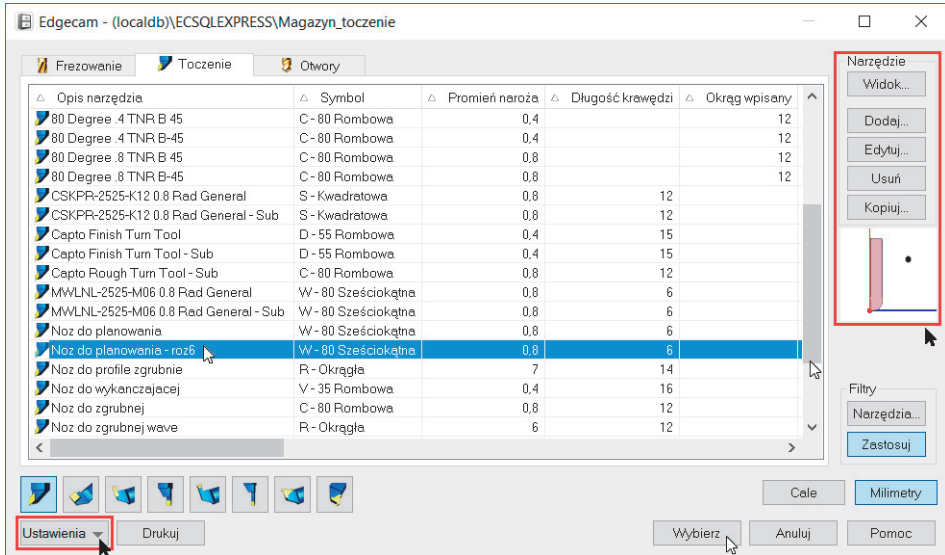 Edgecam - (localdb)\ECSQLEXPRESS\Magazyn_toczenie
Frezowanie Toczenie Otwory
Opis narzędzia Symbol Promień naroża Długość krawędzi Okrąg wpisany
80 Degree .4 TNR B 45 C - 80 Rombowa 0,4 12
80 Degree .4 TNR B-45 C - 80 Rombowa 0,4 12
80 Degree .8 TNR B 45 C - 80 Rombowa 0,8 12
80 Degree .8 TNR B-45 C - 80 Rombowa 0,8 12
CSKPR-2525-K12 0.8 Rad General S - Kwadratowa 0,8 12
CSKPR-2525-K12 0.8 Rad General - Sub S - Kwadratowa 0,8 12
Capto Finish Turn Tool D - 55 Rombowa 0,4 15
Capto Finish Turn Tool - Sub D - 55 Rombowa 0,4 15
Capto Rough Turn Tool - Sub C - 80 Rombowa 0,8 12
MWLNL-2525-M06 0.8 Rad General W - 80 Sześciokątna 0,8 6
MWLNL-2525-M06 0.8 Rad General - Sub W - 80 Sześciokątna 0,8 6
Noz do planowania W - 80 Sześciokątna 0,8 6
Noz do planowania - roz6 W - 80 Sześciokątna 0,8 6
Noz do profile zgrubnie R - Okrągła 7 14
Noz do wykanczajacej V - 35 Rombowa 0,4 16
Noz do zgrubnej C - 80 Rombowa 0,8 12
Noz do zgrubnej wave R - Okrągła 6 12
Narzędzie
Widok...
Dodaj...
Edytuj...
Usuń
Kopiuj...
Filtry
Narzędzia...
Zastosuj
Cale Milimetry
Ustawienia Drukuj Wybierz Anuluj Pomoc